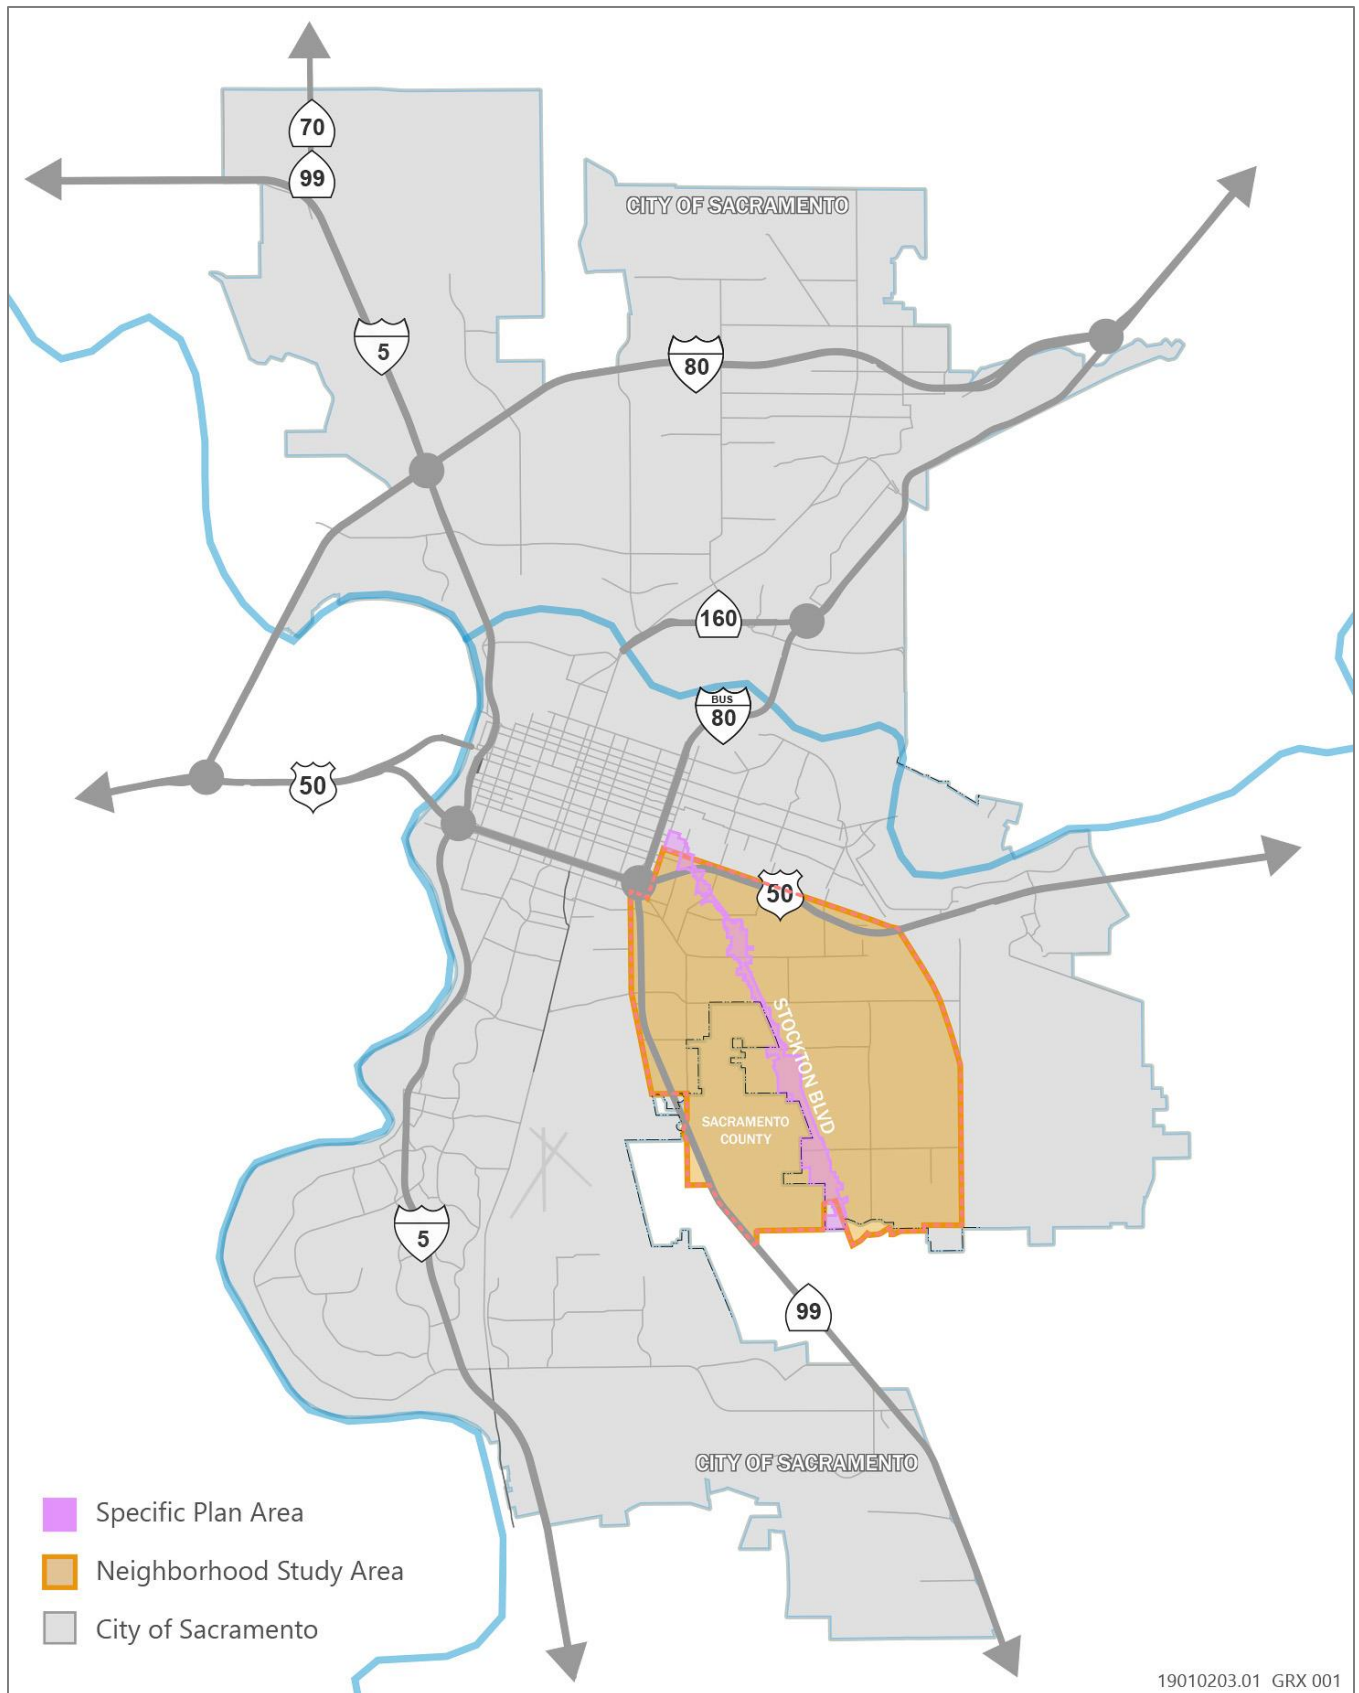 70
99
CITY OF SACRAMENTO
5
80
160
BUS
80
50
50
STOCKTON BLVD
SACRAMENTO
COUNTY
5
99
CITY OF SACRAMENTO
Specific Plan Area
Neighborhood Study Area
City of Sacramento
19010203.01 GRX 001